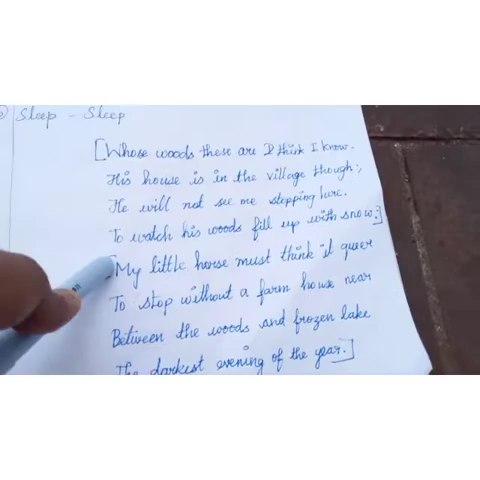 Sleep - Sleep
[Whose woods these are I think I know.
His house is in the village though;
He will not see me stopping here.
To watch his woods fill up with snow.]
[My little horse must think it queer
To stop without a farm house near
Between the woods and frozen lake
The darkest evening of the year.]